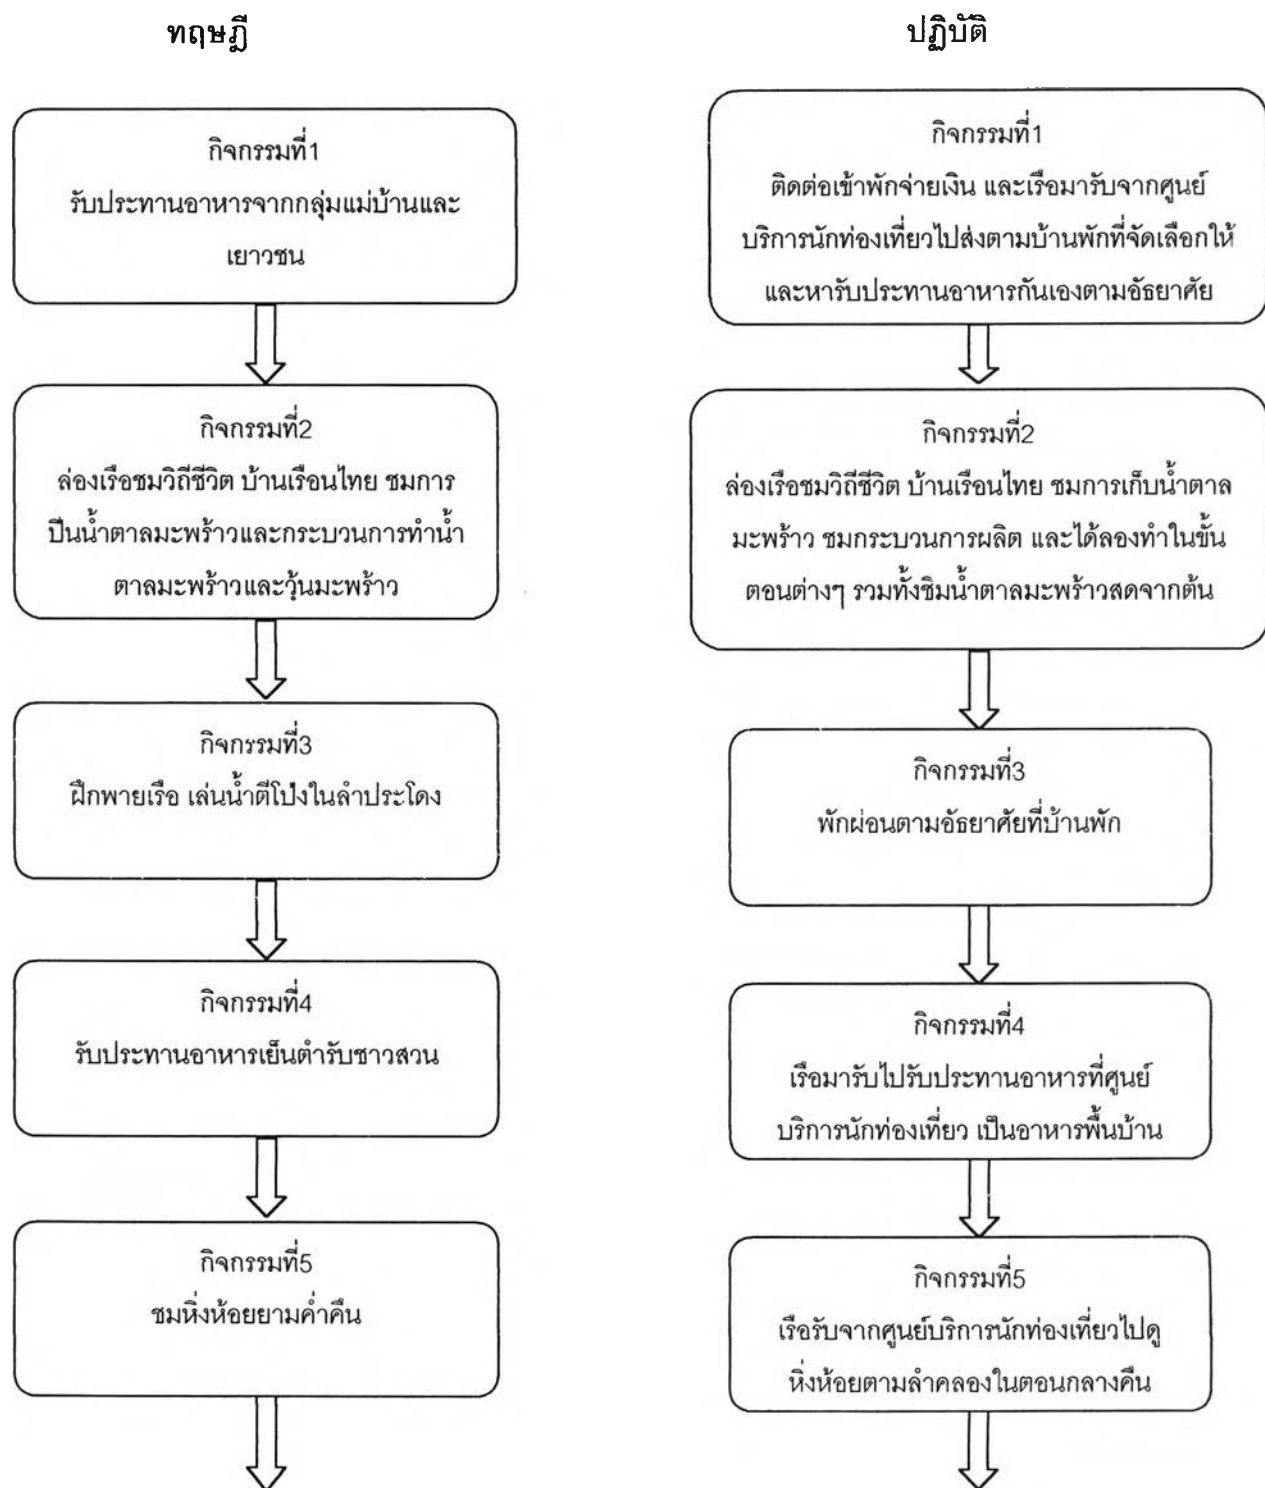 ทฤษฎี
กิจกรรมที่1
รับประทานอาหารจากกลุ่มแม่บ้านและ
เยาวชน
กิจกรรมที่2
ล่องเรือชมวิถีชีวิต บ้านเรือนไทย ชมการ
ปีนน้ำตาลมะพร้าวและกระบวนการทำน้ำ
ตาลมะพร้าวและวุ้นมะพร้าว
กิจกรรมที่3
ฝึกพายเรือ เล่นน้ำตีโป่งในลำประโดง
กิจกรรมที่4
รับประทานอาหารเย็นตำรับชาวสวน
กิจกรรมที่5
ชมหิ่งห้อยยามค่ำคืน
ปฏิบัติ
กิจกรรมที่1
ติดต่อเข้าพักจ่ายเงิน และเรือมารับจากศูนย์
บริการนักท่องเที่ยวไปส่งตามบ้านพักที่จัดเลือกให้
และหารับประทานอาหารกันเองตามอัธยาศัย
กิจกรรมที่2
ล่องเรือชมวิถีชีวิต บ้านเรือนไทย ชมการเก็บน้ำตาล
มะพร้าว ชมกระบวนการผลิต และได้ลองทำในขั้น
ตอนต่างๆ รวมทั้งชิมน้ำตาลมะพร้าวสดจากต้น
กิจกรรมที่3
พักผ่อนตามอัธยาศัยที่บ้านพัก
กิจกรรมที่4
เรือมารับไปรับประทานอาหารที่ศูนย์
บริการนักท่องเที่ยว เป็นอาหารพื้นบ้าน
กิจกรรมที่5
เรือรับจากศูนย์บริการนักท่องเที่ยวไปดู
หิ่งห้อยตามลำคลองในตอนกลางคืน